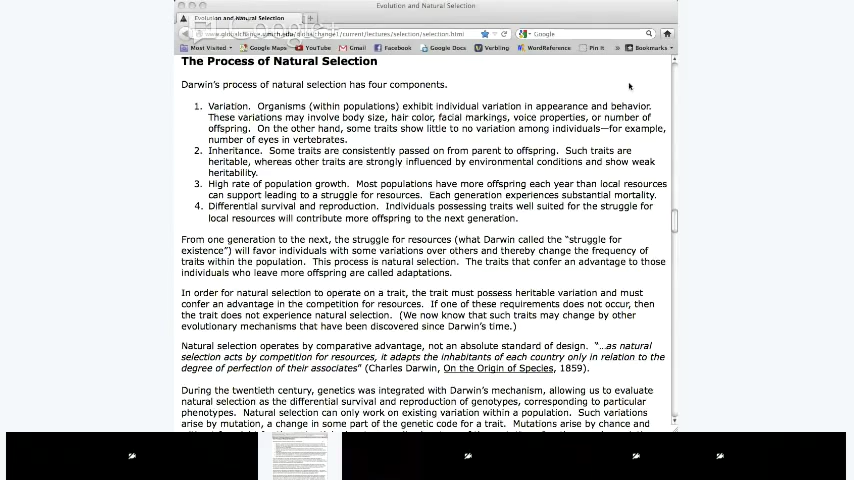 Evolution and Natural Selection
Evolution and Natural Selection
www.globalchange.umich.edu/globalchange1/current/lectures/selection/selection.html
Google
Most Visited
Google Maps
YouTube
Gmail
Facebook
Google Docs
Verbling
WordReference
Pin it
»
Bookmarks
The Process of Natural Selection
Darwin's process of natural selection has four components.
1. Variation. Organisms (within populations) exhibit individual variation in appearance and behavior.
These variations may involve body size, hair color, facial markings, voice properties, or number of
offspring. On the other hand, some traits show little to no variation among individuals—for example,
number of eyes in vertebrates.
2. Inheritance. Some traits are consistently passed on from parent to offspring. Such traits are
heritable, whereas other traits are strongly influenced by environmental conditions and show weak
heritability.
3. High rate of population growth. Most populations have more offspring each year than local resources
can support leading to a struggle for resources. Each generation experiences substantial mortality.
4. Differential survival and reproduction. Individuals possessing traits well suited for the struggle for
local resources will contribute more offspring to the next generation.
From one generation to the next, the struggle for resources (what Darwin called the “struggle for
existence”) will favor individuals with some variations over others and thereby change the frequency of
traits within the population. This process is natural selection. The traits that confer an advantage to those
individuals who leave more offspring are called adaptations.
In order for natural selection to operate on a trait, the trait must possess heritable variation and must
confer an advantage in the competition for resources. If one of these requirements does not occur, then
the trait does not experience natural selection. (We now know that such traits may change by other
evolutionary mechanisms that have been discovered since Darwin's time.)
Natural selection operates by comparative advantage, not an absolute standard of design. “…as natural
selection acts by competition for resources, it adapts the inhabitants of each country only in relation to the
degree of perfection of their associates” (Charles Darwin, On the Origin of Species, 1859).
During the twentieth century, genetics was integrated with Darwin's mechanism, allowing us to evaluate
natural selection as the differential survival and reproduction of genotypes, corresponding to particular
phenotypes. Natural selection can only work on existing variation within a population. Such variations
arise by mutation, a change in some part of the genetic code for a trait. Mutations arise by chance and